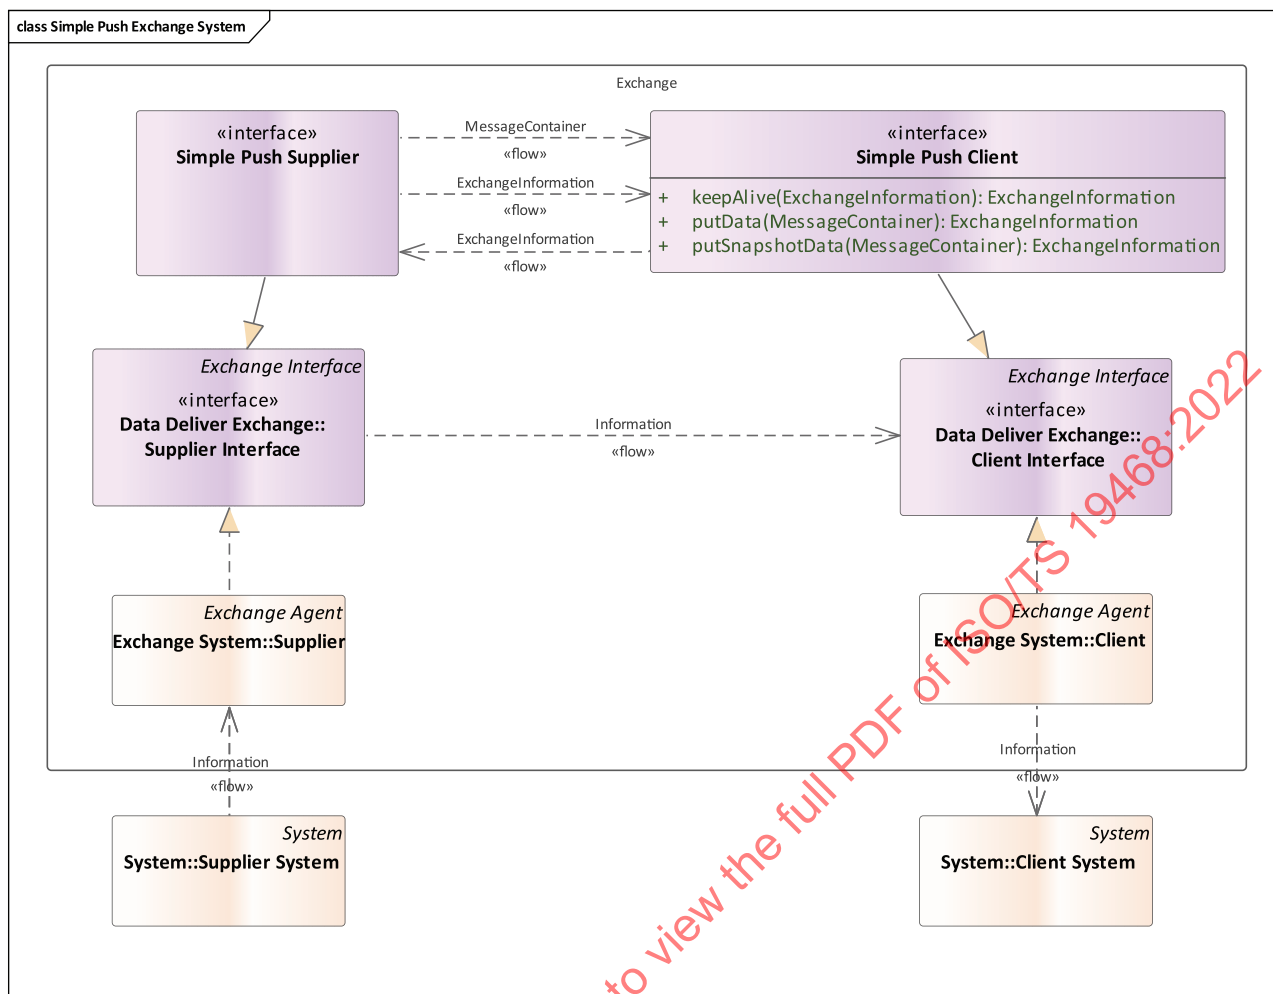 class Simple Push Exchange System
Exchange
«interface»
Simple Push Supplier
MessageContainer
«flow»
ExchangeInformation
«flow»
ExchangeInformation
«flow»
«interface»
Simple Push Client
+ keepAlive(ExchangeInformation): ExchangeInformation
+ putData(MessageContainer): ExchangeInformation
+ putSnapshotData(MessageContainer): ExchangeInformation
Exchange Interface
«interface»
Data Deliver Exchange::
Supplier Interface
Information
«flow»
Exchange Interface
«interface»
Data Deliver Exchange::
Client Interface
Exchange Agent
Exchange System::Supplier
Exchange Agent
Exchange System::Client
Information
«flow»
Information
«flow»
System
System::Supplier System
System
System::Client System
to view the full PDF of ISO/TS 19468:2022